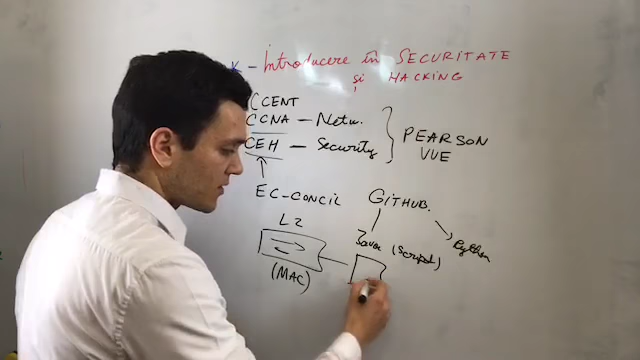 - Introducere în SECURITATE
și HACKING
CCENT
CCNA - Netw.
CEH - Security
PEARSON
VUE
EC-CONCIL
GITHUB.
L2
Java (Script)
Python
(MAC)